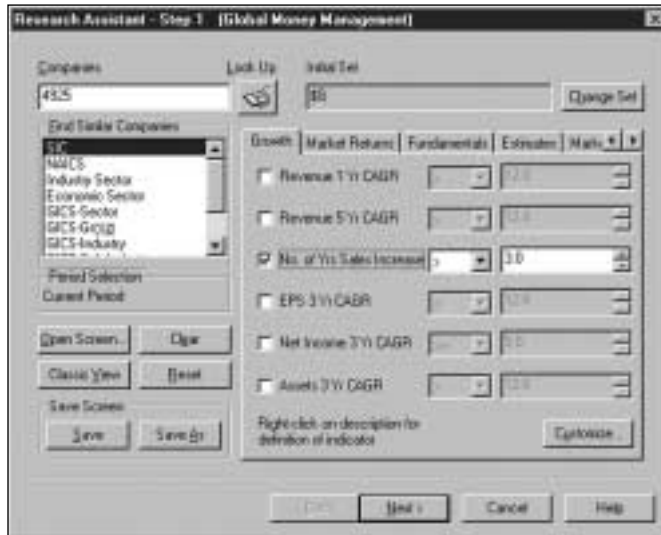 Research Assistant - Step 1 (Global Money Management)
Companies
Look Up
Initial Set
4925
Change Set
Find Similar Companies
SIC
NAICS
Industry Sector
Economic Sector
GICS-Sector
GICS-Group
GICS-Industry
Growth
Market Returns
Fundamentals
Estimates
Revenue 1 Yr CAGR
Revenue 5 Yr CAGR
No. of Yrs Sales Increase
>
3.0
EPS 3 Yr CAGR
Net Income 3 Yr CAGR
Assets 3 Yr CAGR
Period Selection
Current Period
Open Screen...
Clear
Classic View
Reset
Save Screen
Save
Save As
Right-click on description for
definition of indicator
Customize...
Next >
Cancel
Help